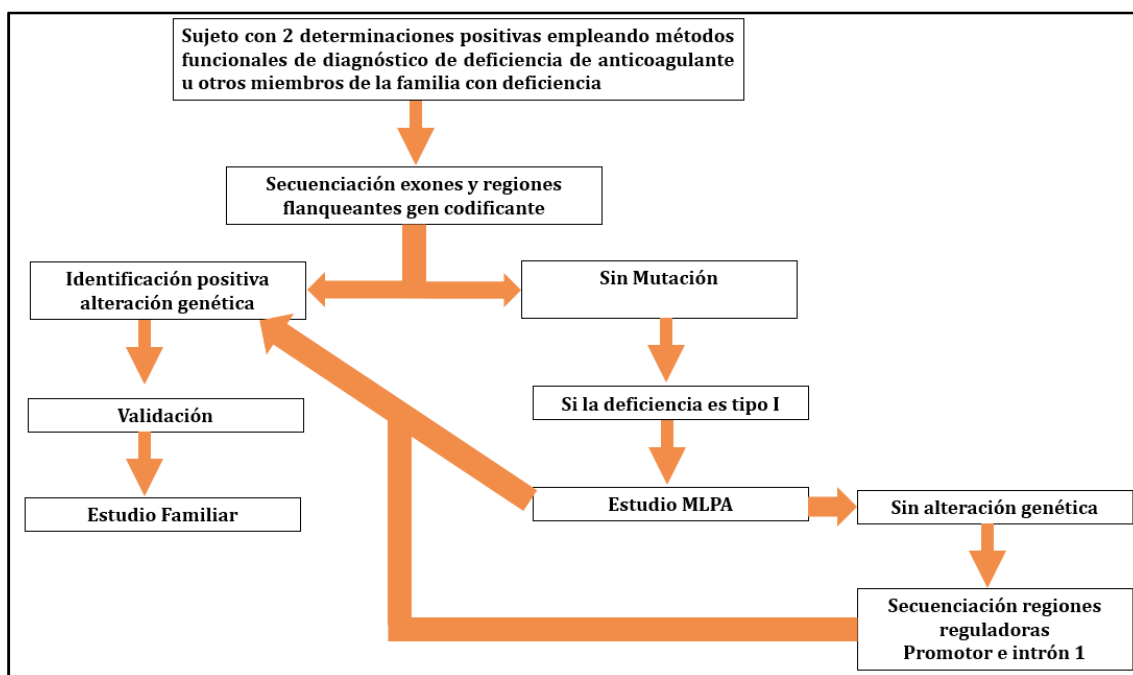 Sujeto con 2 determinaciones positivas empleando métodos
funcionales de diagnóstico de deficiencia de anticoagulante
u otros miembros de la familia con deficiencia
Secuenciación exones y regiones
flanqueantes gen codificante
Identificación positiva
alteración genética
Sin Mutación
Validación
Si la deficiencia es tipo I
Estudio Familiar
Estudio MLPA
Sin alteración genética
Secuenciación regiones
reguladoras
Promotor e intrón 1